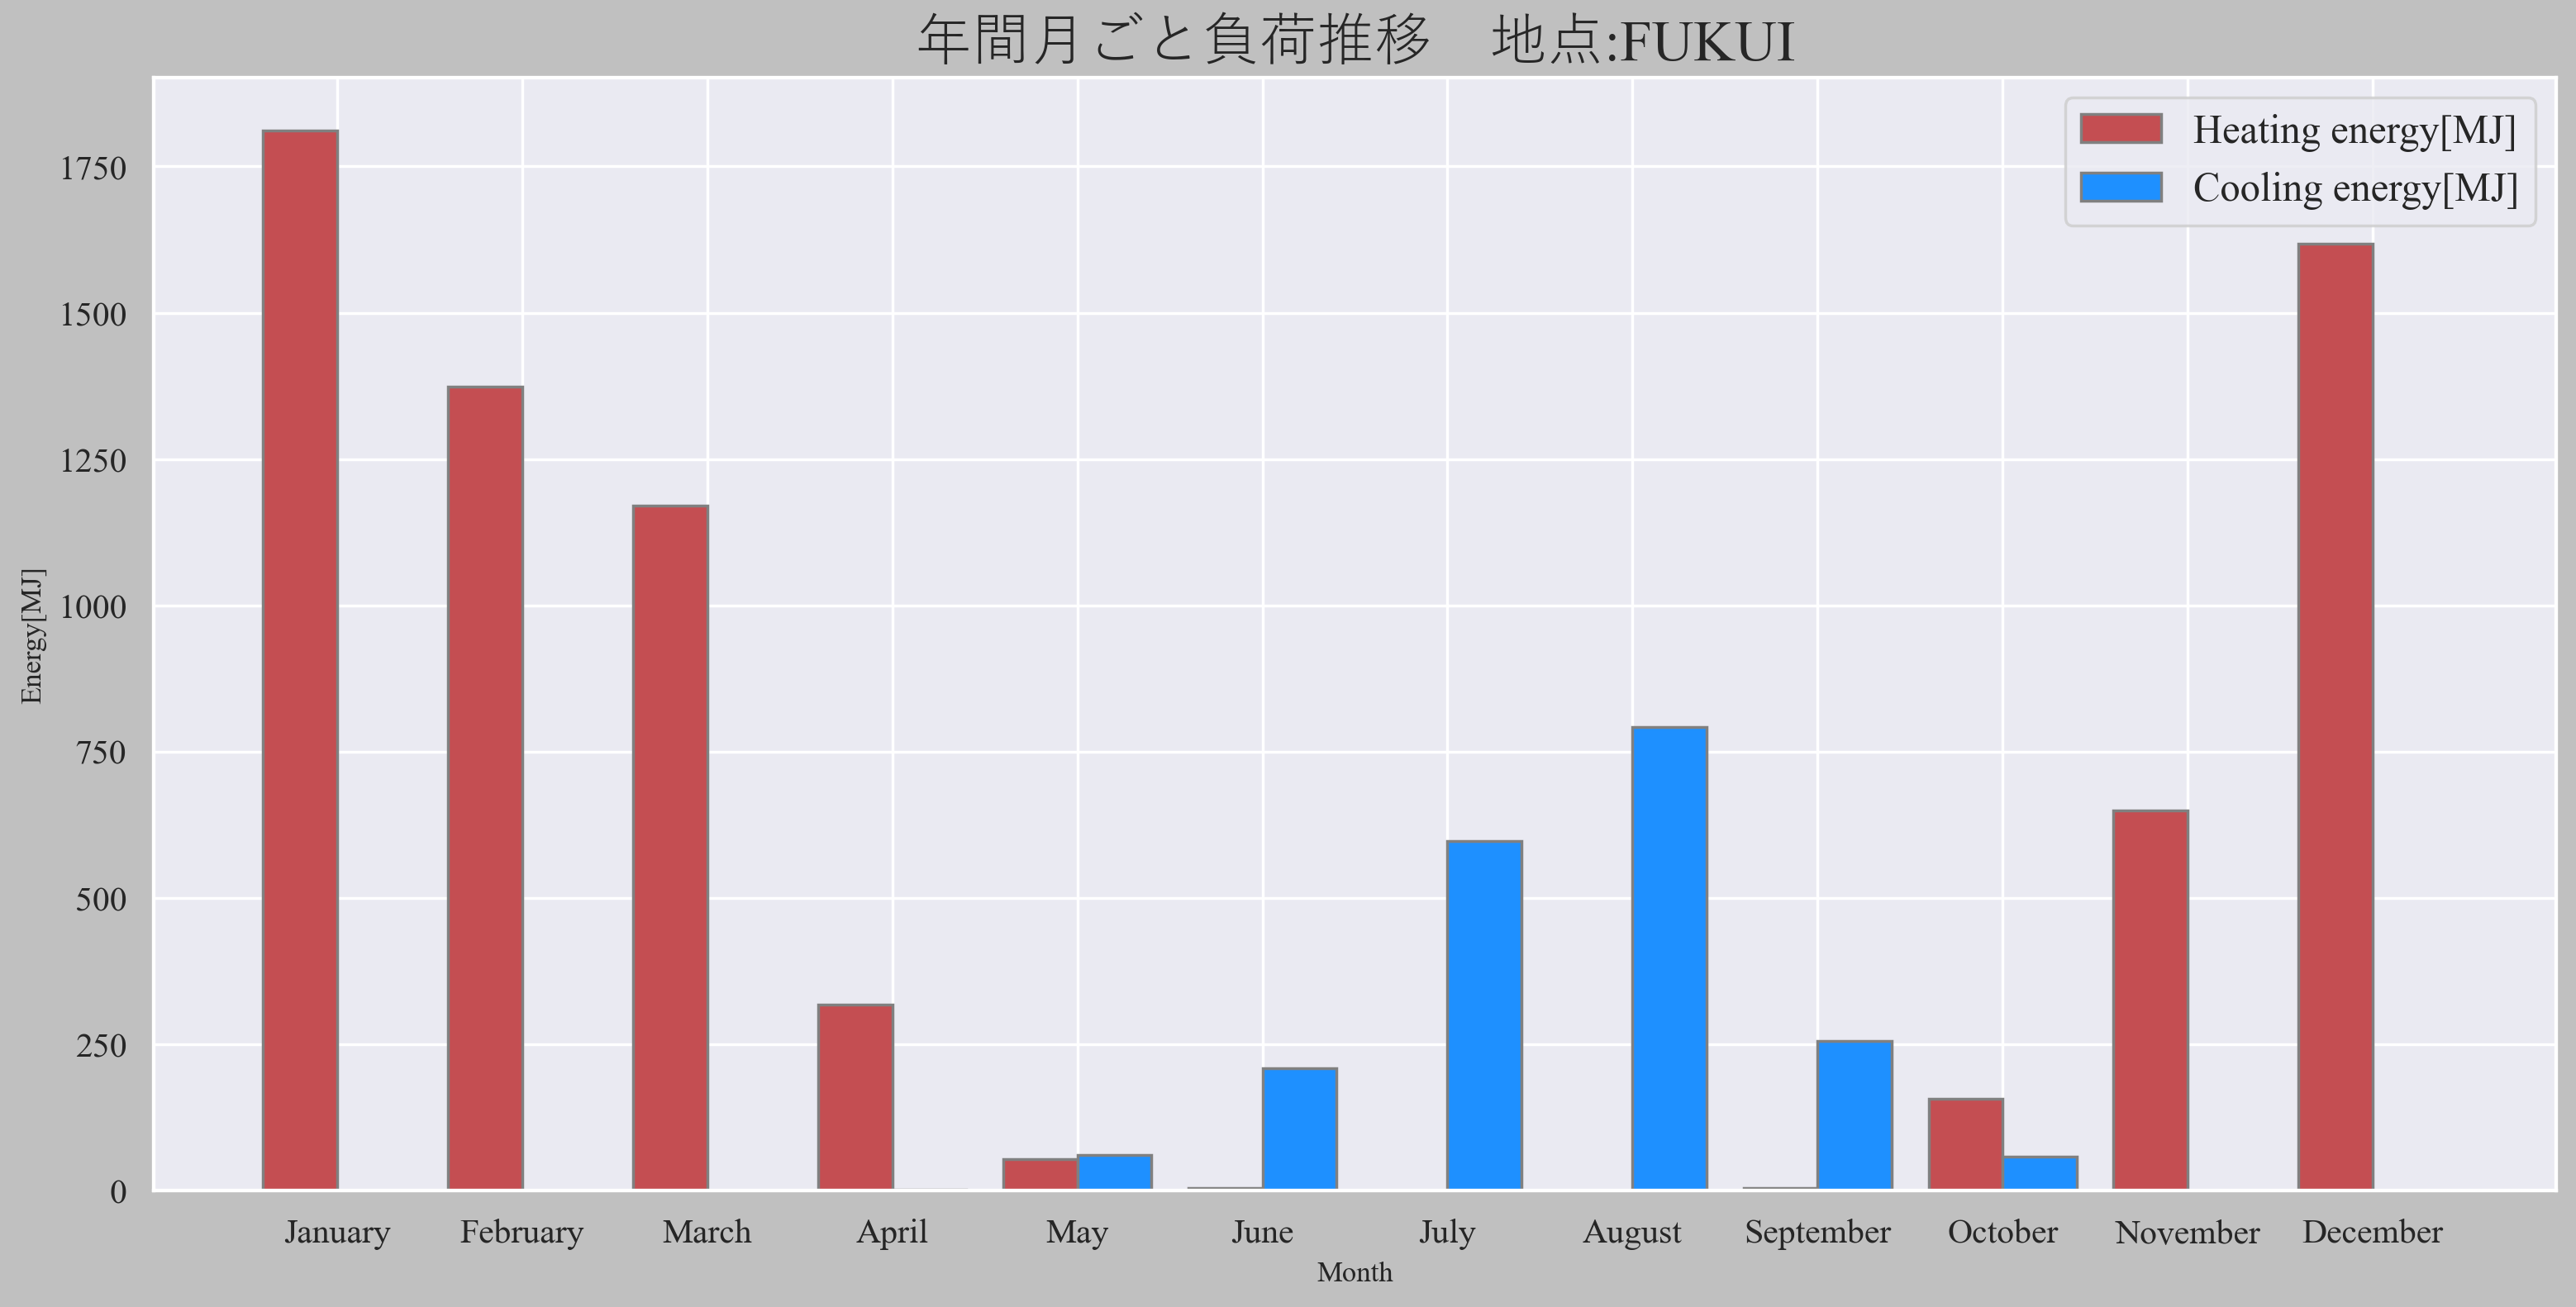 年間月ごと負荷推移　地点:FUKUI
Heating energy[MJ]
Cooling energy[MJ]
Energy[MJ]
1750
1500
1250
1000
750
500
250
0
January February March April May June July August September October November December
Month